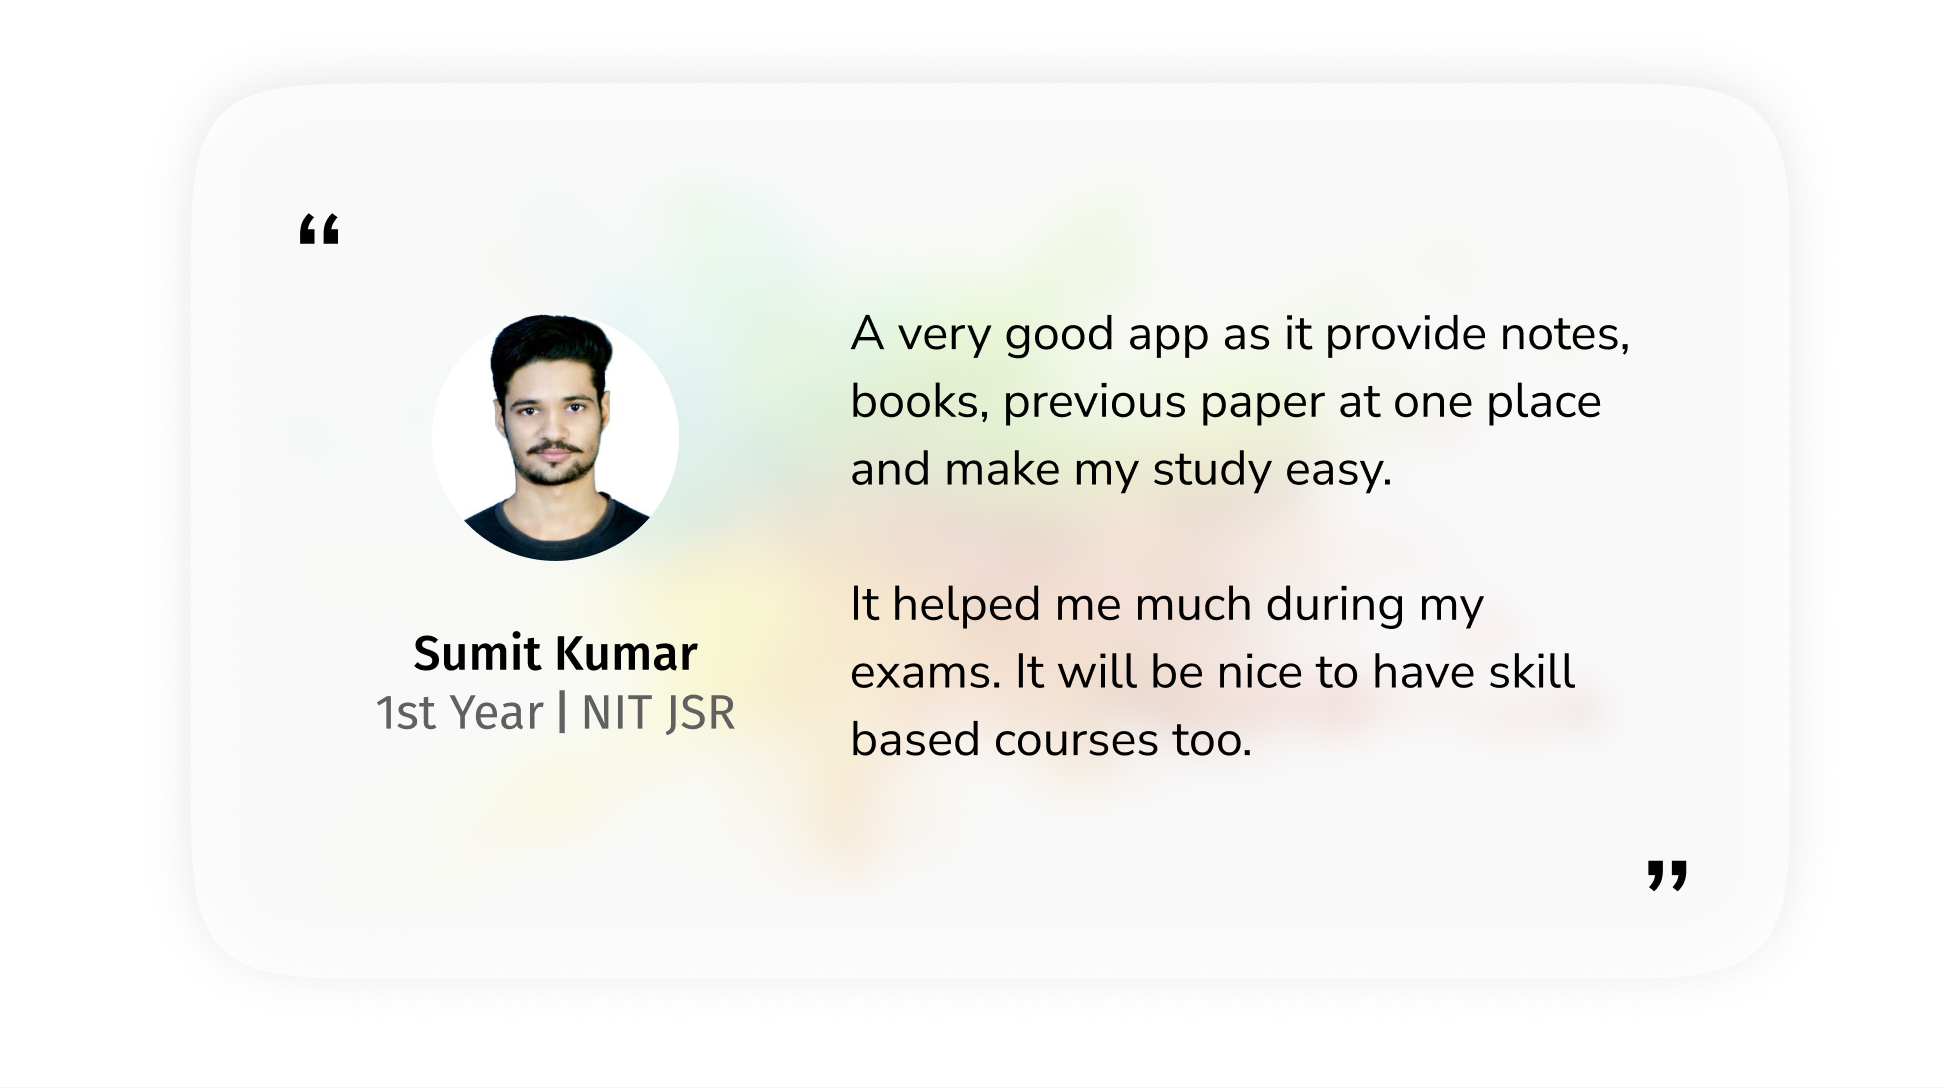 “
Sumit Kumar
1st Year | NIT JSR
A very good app as it provide notes,
books, previous paper at one place
and make my study easy.
It helped me much during my
exams. It will be nice to have skill
based courses too.
”